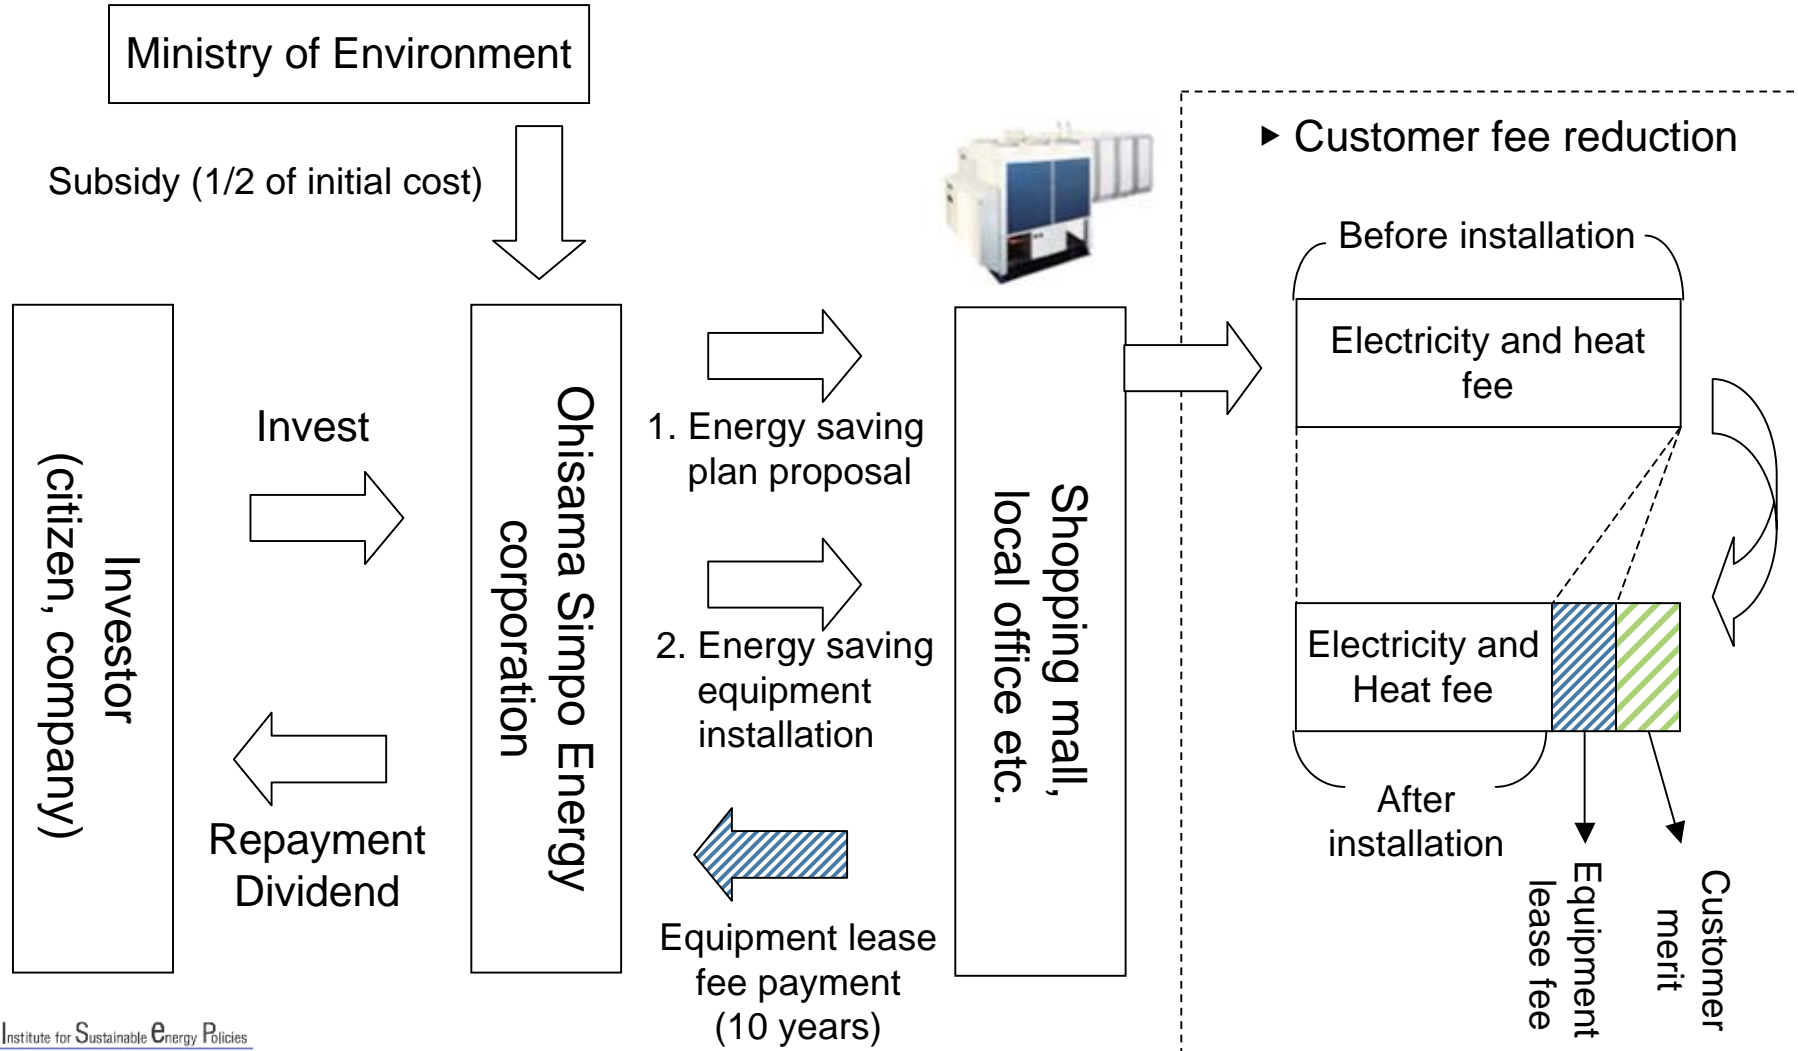 Ministry of Environment
Subsidy (1/2 of initial cost)
Investor
(citizen, company)
Invest
Repayment
Dividend
Ohisama Simpo Energy
corporation
1. Energy saving
plan proposal
2. Energy saving
equipment
installation
Equipment lease
fee payment
(10 years)
Shopping mall,
local office etc.
▶ Customer fee reduction
Before installation
Electricity and heat
fee
Electricity and
Heat fee
After
installation
Equipment
lease fee
Customer
merit
Institute for Sustainable Energy Policies